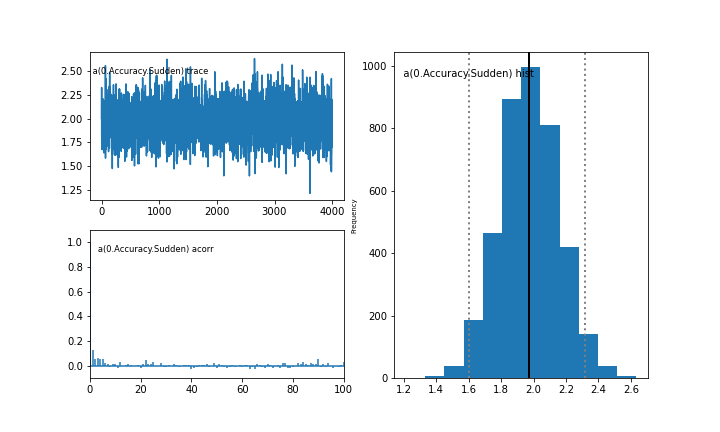 a(0.Accuracy.Sudden) trace
2.50
2.25
2.00
1.75
1.50
1.25
0 1000 2000 3000 4000
a(0.Accuracy.Sudden) acorr
1.0
0.8
0.6
0.4
0.2
0.0
0 20 40 60 80 100
a(0.Accuracy.Sudden) hist
Frequency
1000
800
600
400
200
0
1.2 1.4 1.6 1.8 2.0 2.2 2.4 2.6